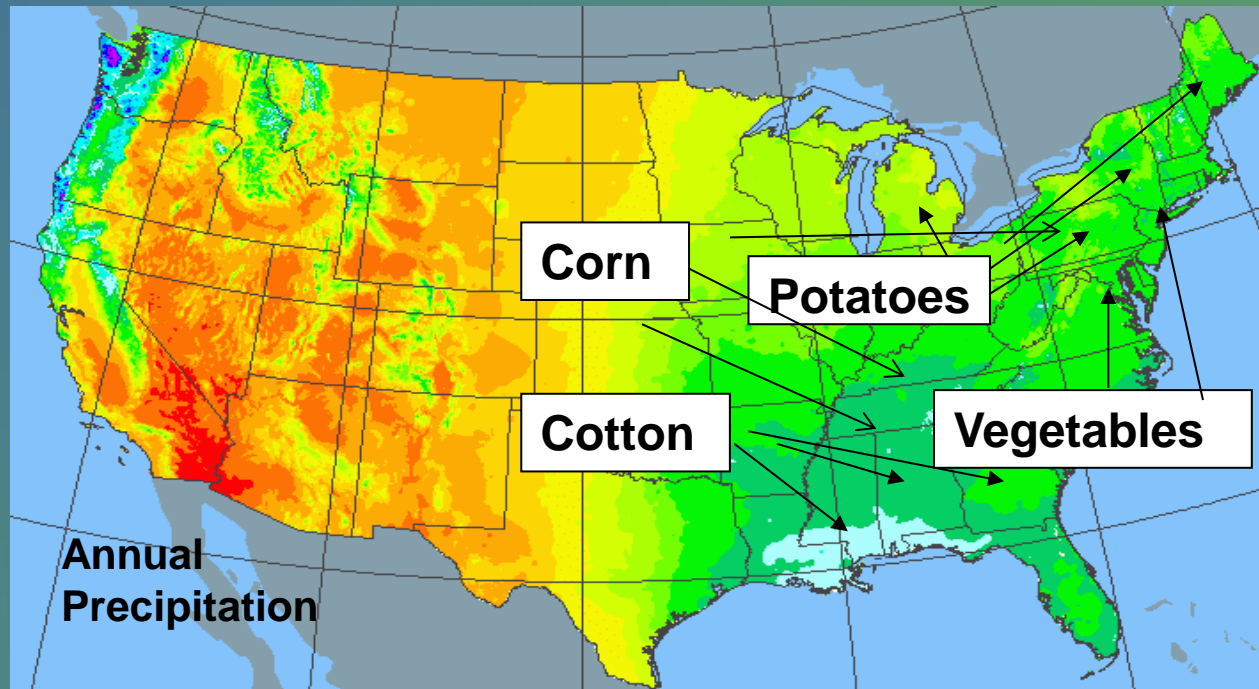 Corn
Potatoes
Cotton
Vegetables
Annual
Precipitation